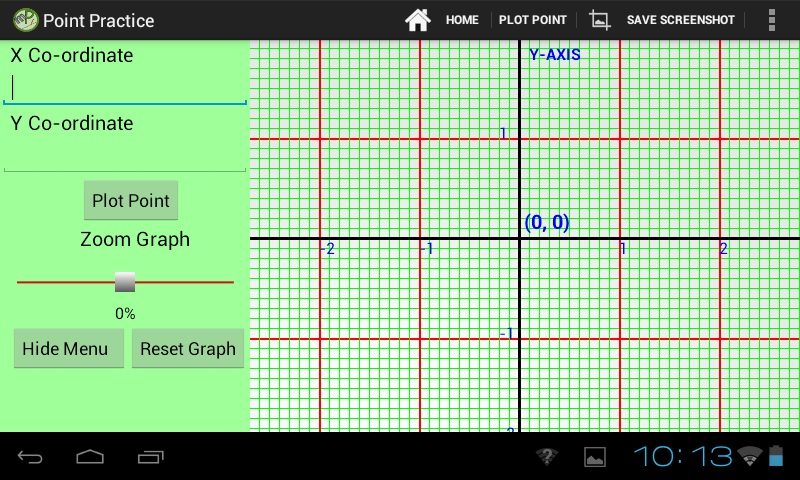 Point Practice
HOME
PLOT POINT
SAVE SCREENSHOT
X Co-ordinate
Y Co-ordinate
Plot Point
Zoom Graph
0%
Hide Menu
Reset Graph
Y-AXIS
1
(0, 0)
-2
-1
1
2
-1
10:13